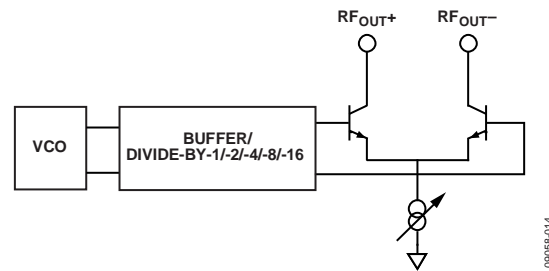 RFOUT+ RFOUT–
VCO
BUFFER/
DIVIDE-BY-1/-2/-4/-8/-16
09058-014